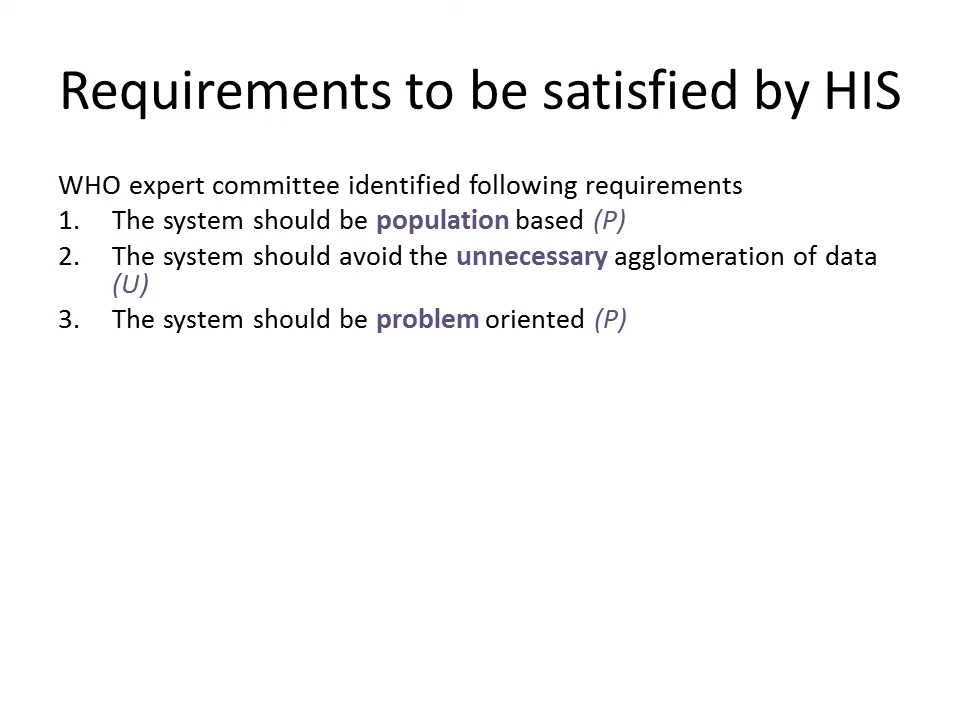 Requirements to be satisfied by HIS
WHO expert committee identified following requirements
1. The system should be population based (P)
2. The system should avoid the unnecessary agglomeration of data
(U)
3. The system should be problem oriented (P)